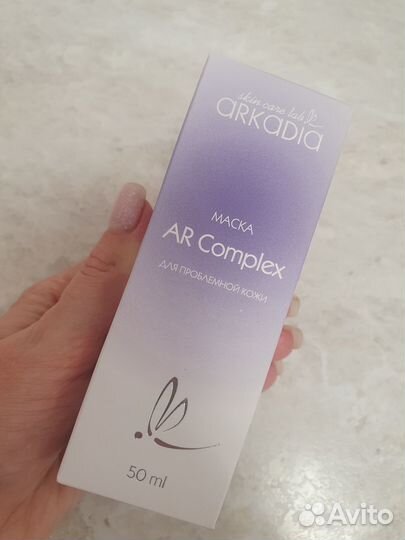 skin care lab
aRKaDia
МАСКА
AR Complex
ДЛЯ ПРОБЛЕМНОЙ КОЖИ
50 ml
Avito